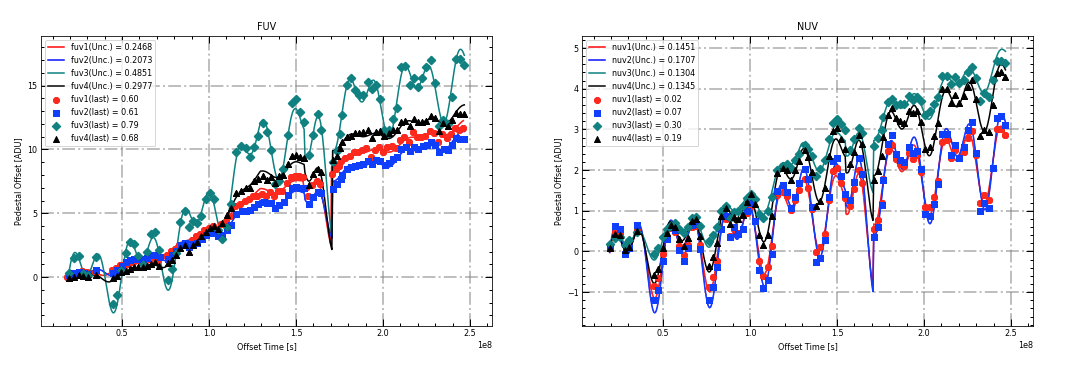 FUV
fuv1(Unc.) = 0.2468
fuv2(Unc.) = 0.2073
fuv3(Unc.) = 0.4851
fuv4(Unc.) = 0.2977
fuv1(last) = 0.60
fuv2(last) = 0.61
fuv3(last) = 0.79
fuv4(last) = 0.68
Pedestal Offset [ADU]
15
10
5
0
0.5
1.0
1.5
2.0
2.5
1e8
Offset Time [s]
NUV
nuv1(Unc.) = 0.1451
nuv2(Unc.) = 0.1707
nuv3(Unc.) = 0.1304
nuv4(Unc.) = 0.1345
nuv1(last) = 0.02
nuv2(last) = 0.07
nuv3(last) = 0.30
nuv4(last) = 0.19
Pedestal Offset [ADU]
5
4
3
2
1
0
−1
0.5
1.0
1.5
2.0
2.5
1e8
Offset Time [s]